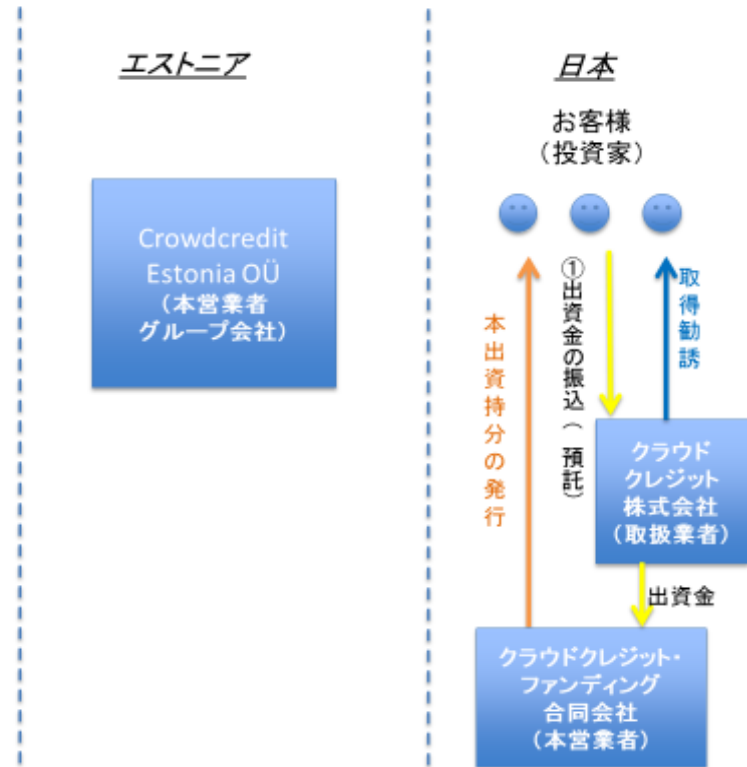 エストニア
日本
お客様
（投資家）
Crowdcredit
Estonia OÜ
（本営業者
グループ会社）
本出資持分の発行
①出資金の振込（預託）
取得勧誘
クラウド
クレジット
株式会社
（取扱業者）
出資金
クラウドクレジット・
ファンディング
合同会社
（本営業者）